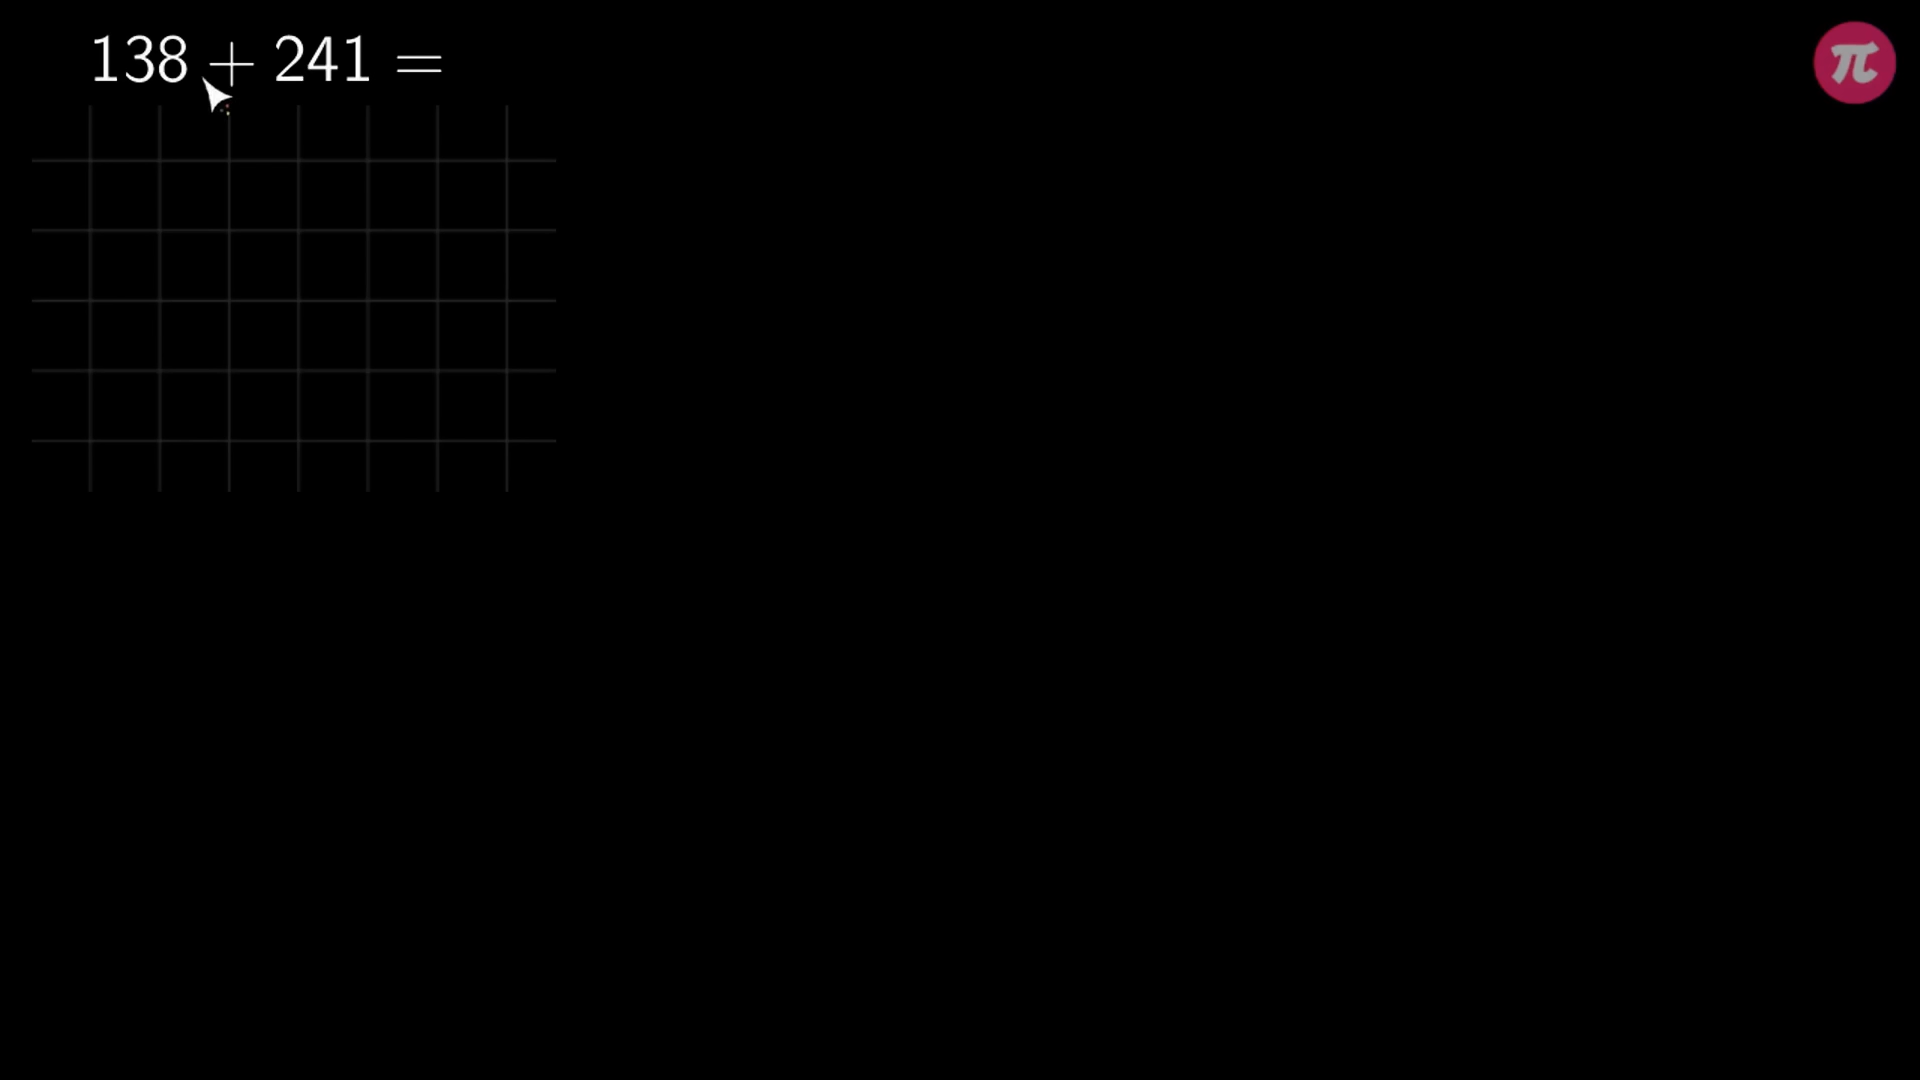 138 + 241 =
π